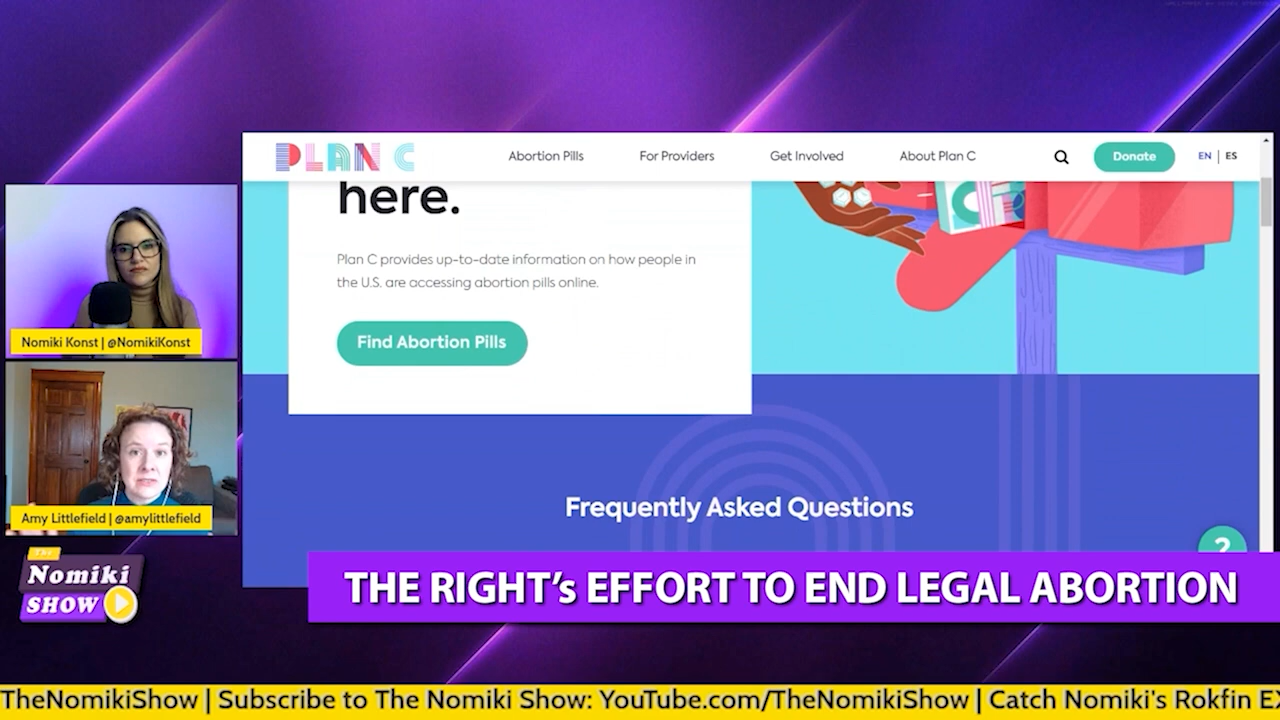 PLAN C
Abortion Pills
For Providers
Get Involved
About Plan C
Donate
EN | ES
here.
Plan C provides up-to-date information on how people in
the U.S. are accessing abortion pills online.
Find Abortion Pills
Frequently Asked Questions
?
Nomiki Konst | @NomikiKonst
Amy Littlefield | @amylittlefield
The
Nomiki
SHOW
THE RIGHT's EFFORT TO END LEGAL ABORTION
TheNomikiShow | Subscribe to The Nomiki Show: YouTube.com/TheNomikiShow | Catch Nomiki's Rokfin E